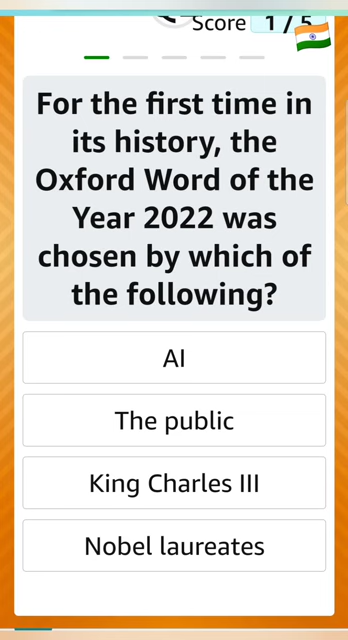 Score 1 / 5
For the first time in
its history, the
Oxford Word of the
Year 2022 was
chosen by which of
the following?
AI
The public
King Charles III
Nobel laureates